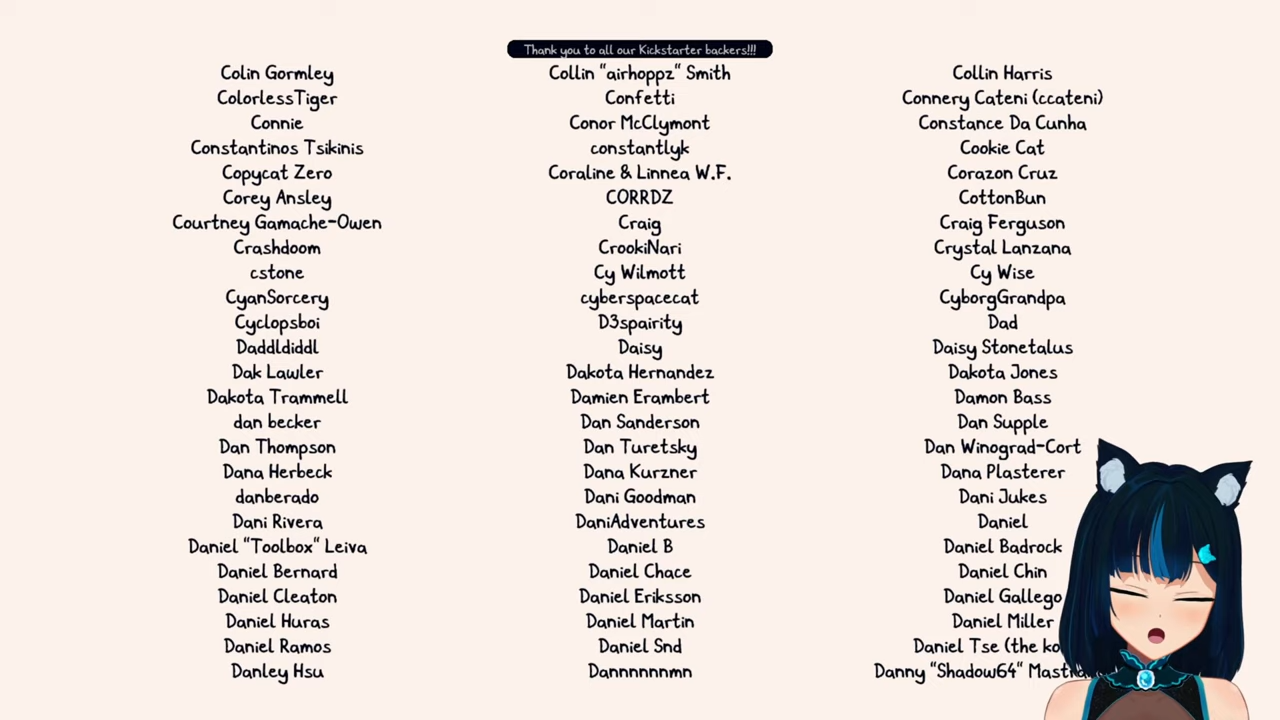 Thank you to all our Kickstarter backers!!!
Colin Gormley Collin "airhoppz" Smith Collin Harris
ColorlessTiger Confetti Connery Cateni (ccateni)
Connie Conor McClymont Constance Da Cunha
Constantinos Tsikinis constantlyk Cookie Cat
Copycat Zero Coraline & Linnea W.F. Corazon Cruz
Corey Ansley CORRDZ CottonBun
Courtney Gamache-Owen Craig Craig Ferguson
Crashdoom CrookiNari Crystal Lanzana
cstone Cy Wilmott Cy Wise
CyanSorcery cyberspacecat CyborgGrandpa
Cyclopsboi D3spairity Dad
Daddldiddl Daisy Daisy Stonetalus
Dak Lawler Dakota Hernandez Dakota Jones
Dakota Trammell Damien Erambert Damon Bass
dan becker Dan Sanderson Dan Supple
Dan Thompson Dan Turetsky Dan Winograd-Cort
Dana Herbeck Dana Kurzner Dana Plasterer
danberado Dani Goodman Dani Jukes
Dani Rivera DaniAdventures Daniel
Daniel "Toolbox" Leiva Daniel B Daniel Badrock
Daniel Bernard Daniel Chace Daniel Chin
Daniel Cleaton Daniel Eriksson Daniel Gallego
Daniel Huras Daniel Martin Daniel Miller
Daniel Ramos Daniel Snd Daniel Tse (the
Danley Hsu Dannnnnnmn Danny "Shadow64"